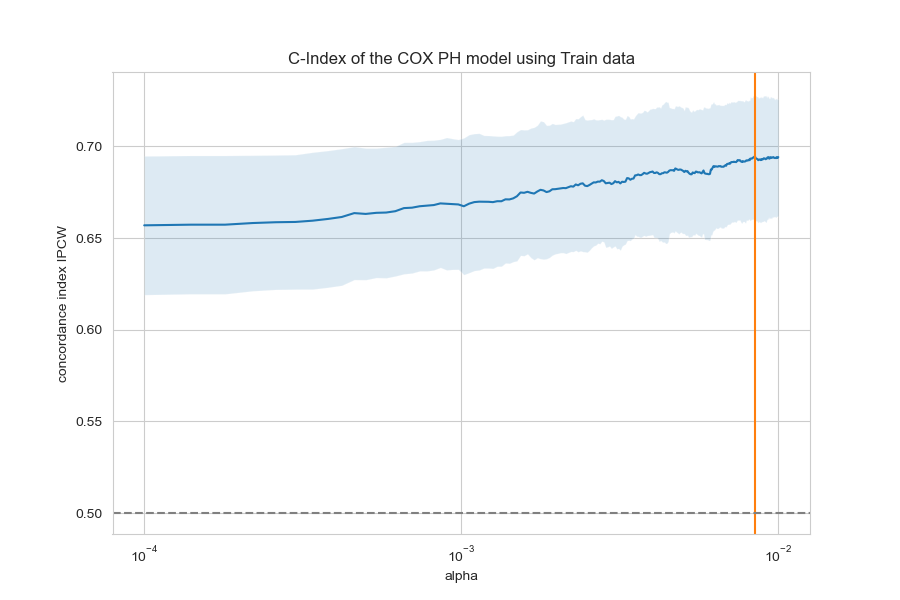 C-Index of the COX PH model using Train data
concordance index IPCW
0.70
0.65
0.60
0.55
0.50
10⁻⁴ 10⁻³ 10⁻²
alpha